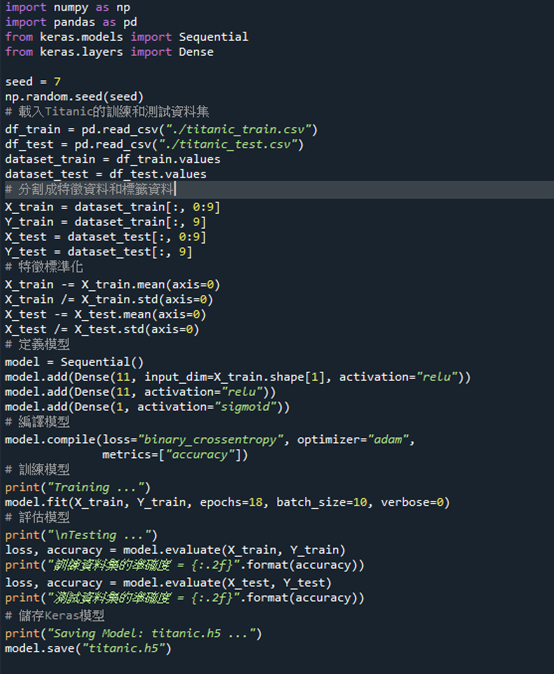 import numpy as np
import pandas as pd
from keras.models import Sequential
from keras.layers import Dense
seed = 7
np.random.seed(seed)
# 載入Titanic的訓練和測試資料集
df_train = pd.read_csv("./titanic_train.csv")
df_test = pd.read_csv("./titanic_test.csv")
dataset_train = df_train.values
dataset_test = df_test.values
# 分割成特徵資料和標籤資料
X_train = dataset_train[:, 0:9]
Y_train = dataset_train[:, 9]
X_test = dataset_test[:, 0:9]
Y_test = dataset_test[:, 9]
# 特徵標準化
X_train -= X_train.mean(axis=0)
X_train /= X_train.std(axis=0)
X_test -= X_test.mean(axis=0)
X_test /= X_test.std(axis=0)
# 定義模型
model = Sequential()
model.add(Dense(11, input_dim=X_train.shape[1], activation="relu"))
model.add(Dense(11, activation="relu"))
model.add(Dense(1, activation="sigmoid"))
# 編譯模型
model.compile(loss="binary_crossentropy", optimizer="adam",
metrics=["accuracy"])
# 訓練模型
print("Training ...")
model.fit(X_train, Y_train, epochs=18, batch_size=10, verbose=0)
# 評估模型
print("\nTesting ...")
loss, accuracy = model.evaluate(X_train, Y_train)
print("訓練資料集的準確度 = {:.2f}".format(accuracy))
loss, accuracy = model.evaluate(X_test, Y_test)
print("測試資料集的準確度 = {:.2f}".format(accuracy))
# 儲存Keras模型
print("Saving Model: titanic.h5 ...")
model.save("titanic.h5")